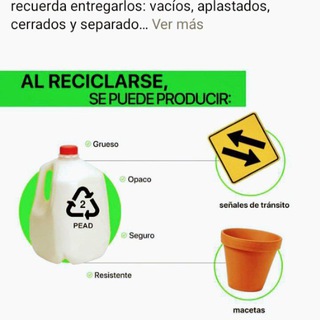 recuerda entregarlos: vacíos, aplastados,
cerrados y separado... Ver más
AL RECICLARSE,
SE PUEDE PRODUCIR:
Grueso
Opaco
2
PEAD
Seguro
Resistente
señales de tránsito
macetas